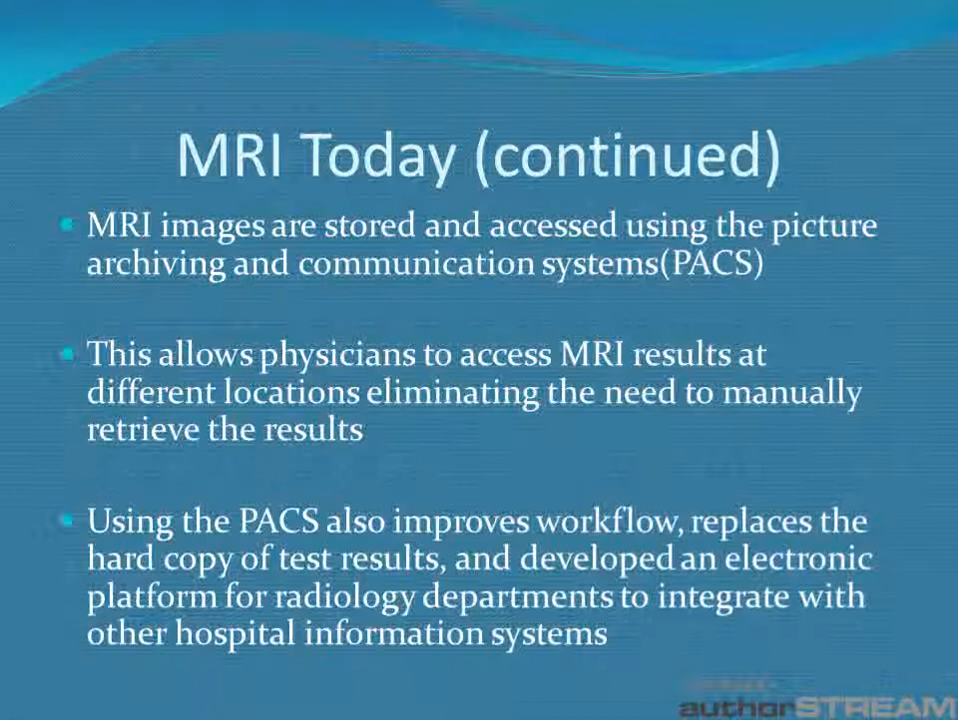 MRI Today (continued)
• MRI images are stored and accessed using the picture
archiving and communication systems(PACS)
• This allows physicians to access MRI results at
different locations eliminating the need to manually
retrieve the results
• Using the PACS also improves workflow, replaces the
hard copy of test results, and developed an electronic
platform for radiology departments to integrate with
other hospital information systems
authorSTREAM